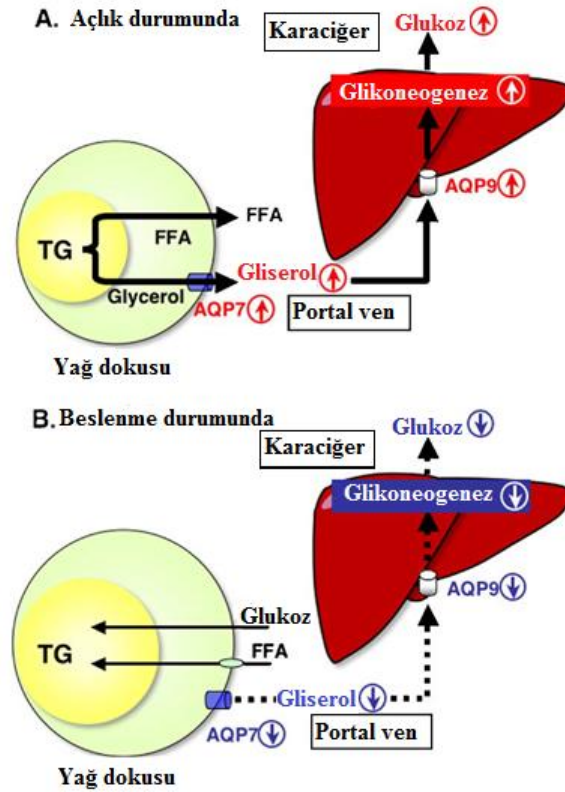 A. Açlık durumunda
Karaciğer
Glukoz
Glikoneogenez
AQP9
TG
FFA
FFA
Glycerol
Gliserol
AQP7
Portal ven
Yağ dokusu
B. Beslenme durumunda
Karaciğer
Glukoz
Glikoneogenez
AQP9
Glukoz
TG
FFA
Gliserol
AQP7
Portal ven
Yağ dokusu